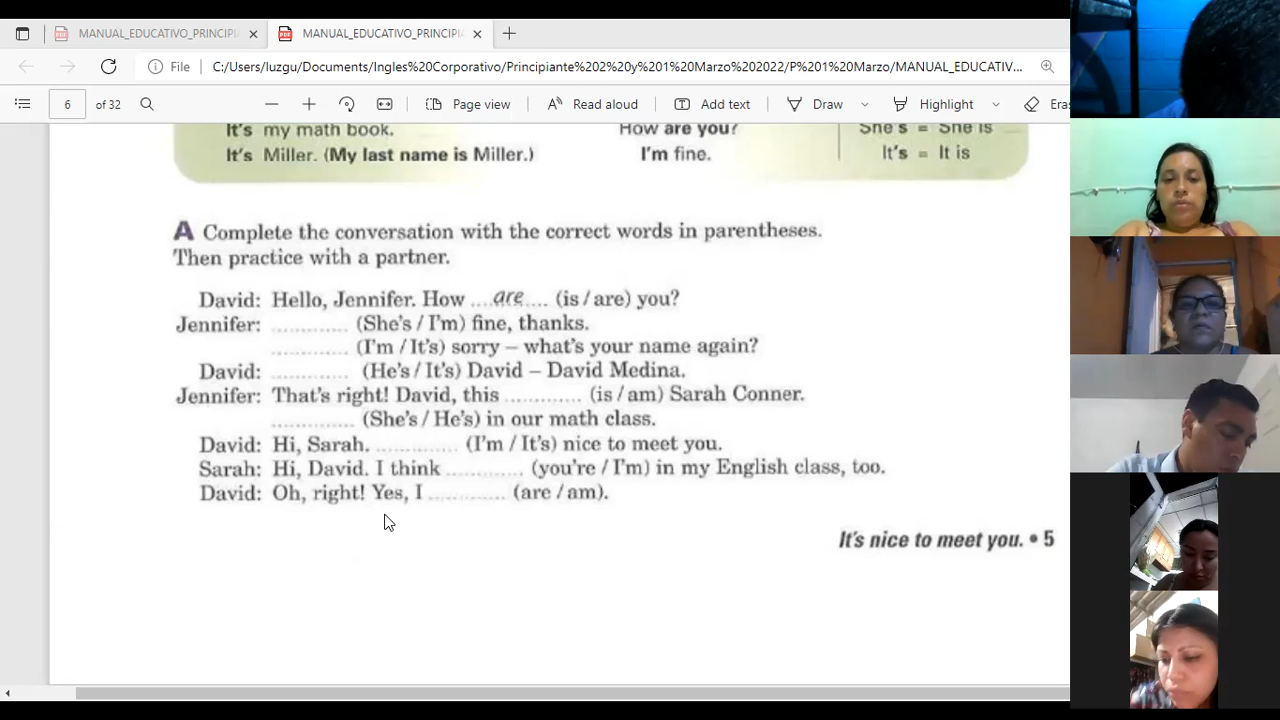 MANUAL_EDUCATIVO_PRINCIPI
MANUAL_EDUCATIVO_PRINCIPI
File
C:/Users/luzgu/Documents/Ingles%20Corporativo/Principiante%202%20y%201%20Marzo%202022/P%201%20Marzo/MANUAL_EDUCATIV...
6 of 32
Page view
Read aloud
Add text
Draw
Highlight
Eras
It's my math book.
How are you?
She's = She is
It's Miller. (My last name is Miller.)
I'm fine.
It's = It is
A Complete the conversation with the correct words in parentheses.
Then practice with a partner.
David: Hello, Jennifer. How ....are.... (is / are) you?
Jennifer: ............ (She's / I'm) fine, thanks.
............ (I'm / It's) sorry – what's your name again?
David: ............ (He's / It's) David – David Medina.
Jennifer: That's right! David, this ............ (is / am) Sarah Conner.
............ (She's / He's) in our math class.
David: Hi, Sarah. ............ (I'm / It's) nice to meet you.
Sarah: Hi, David. I think ............ (you're / I'm) in my English class, too.
David: Oh, right! Yes, I ............ (are / am).
It's nice to meet you. • 5